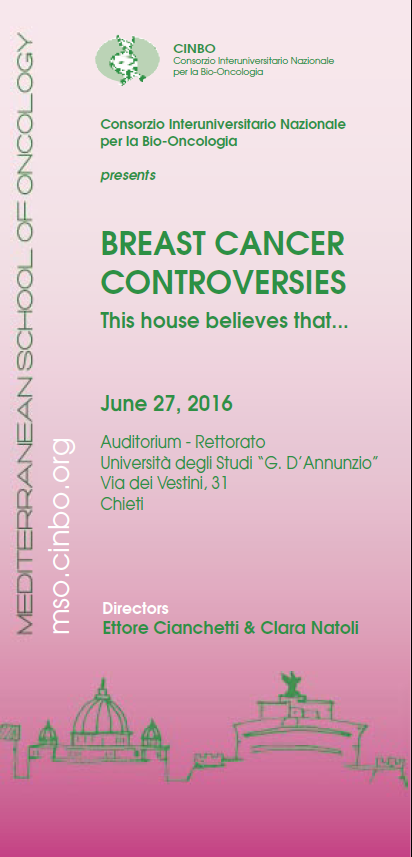 MEDITERRANEAN SCHOOL OF ONCOLOGY
mso.cinbo.org
CINBO
Consorzio Interuniversitario Nazionale
per la Bio-Oncologia
Consorzio Interuniversitario Nazionale
per la Bio-Oncologia
presents
BREAST CANCER
CONTROVERSIES
This house believes that...
June 27, 2016
Auditorium - Rettorato
Università degli Studi “G. D’Annunzio”
Via dei Vestini, 31
Chieti
Directors
Ettore Cianchetti & Clara Natoli